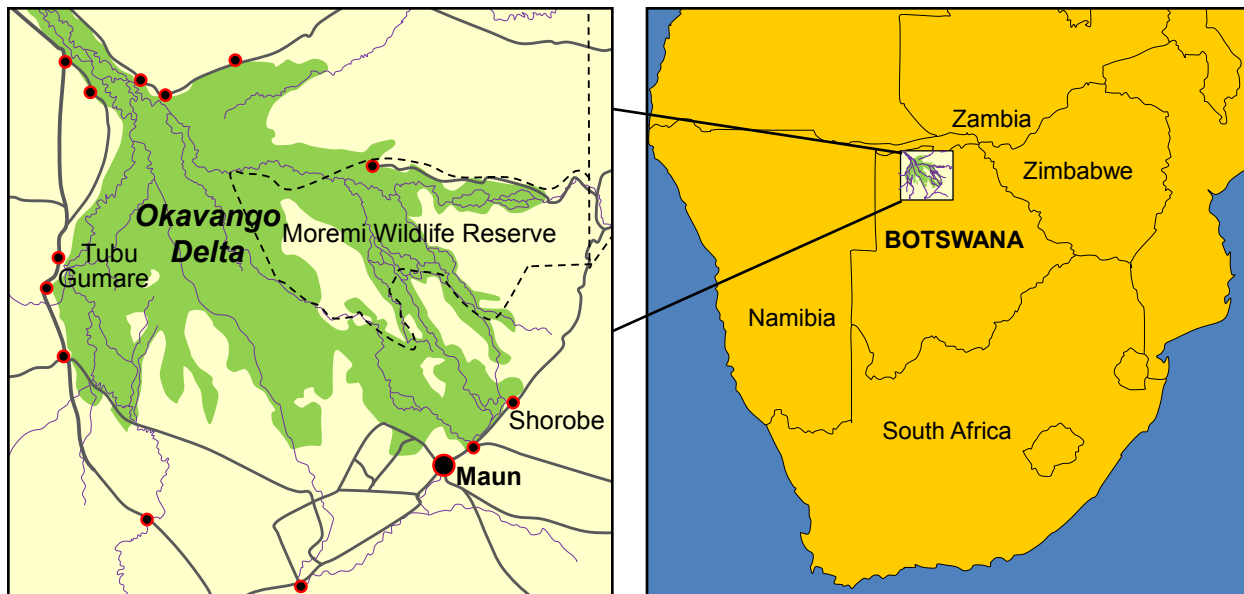 Okavango
Delta
Moremi Wildlife Reserve
Tubu
Gumare
Shorobe
Maun
Zambia
Zimbabwe
BOTSWANA
Namibia
South Africa